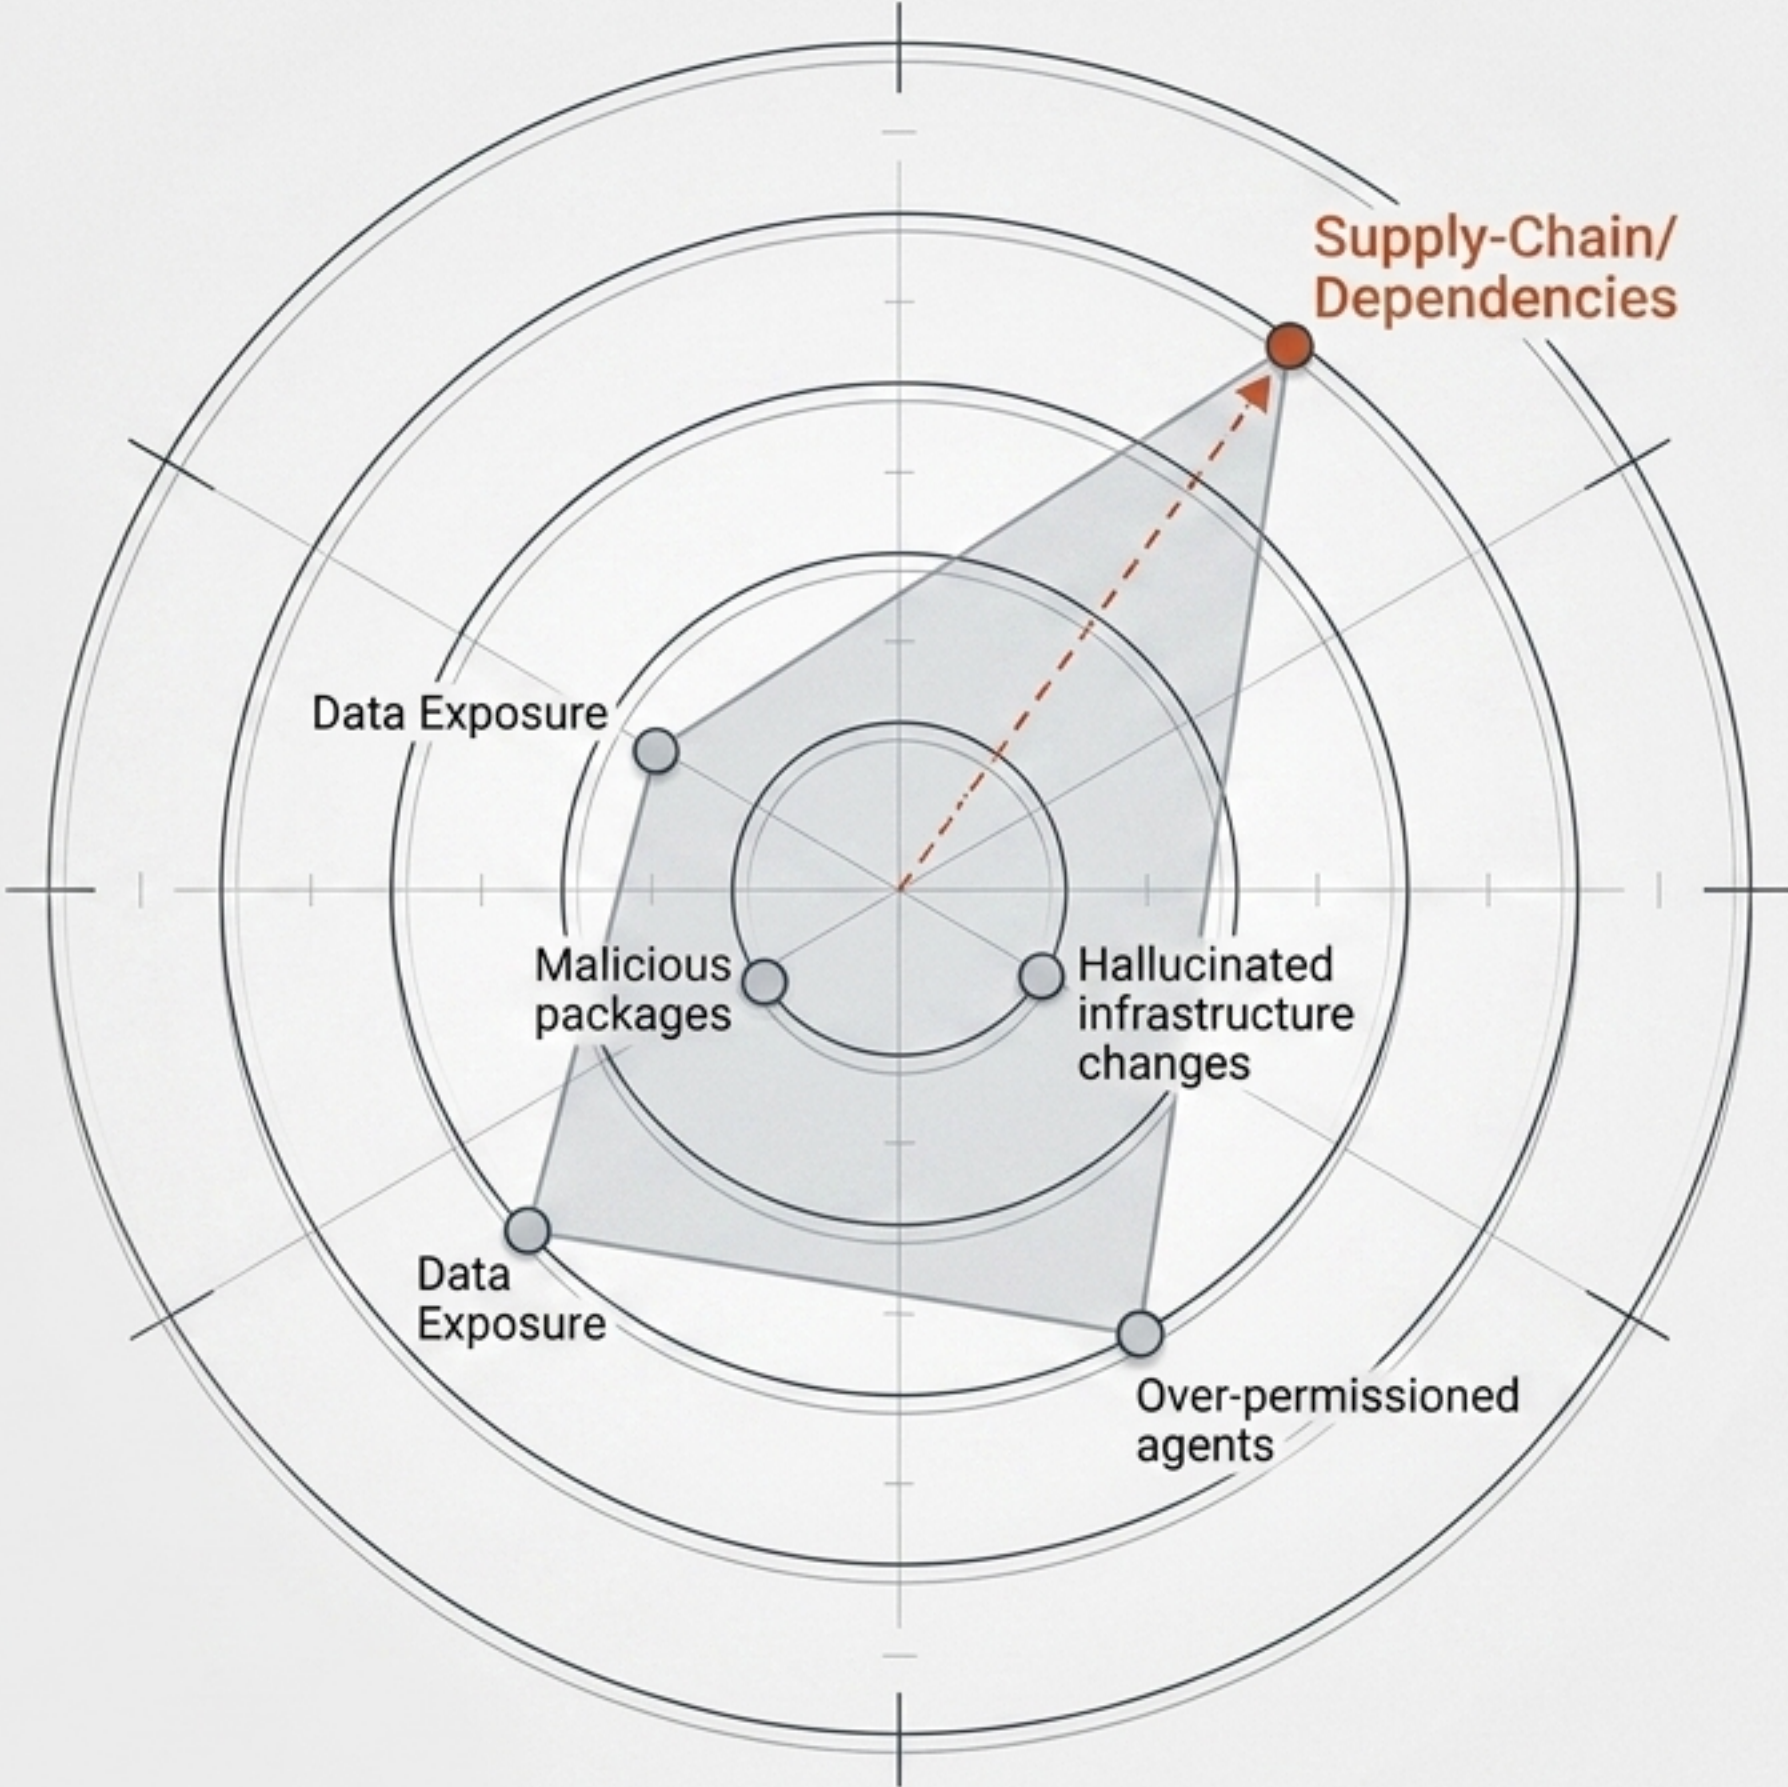 Supply-Chain/
Dependencies
Data Exposure
Malicious
packages
Hallucinated
infrastructure
changes
Data
Exposure
Over-permissioned
agents